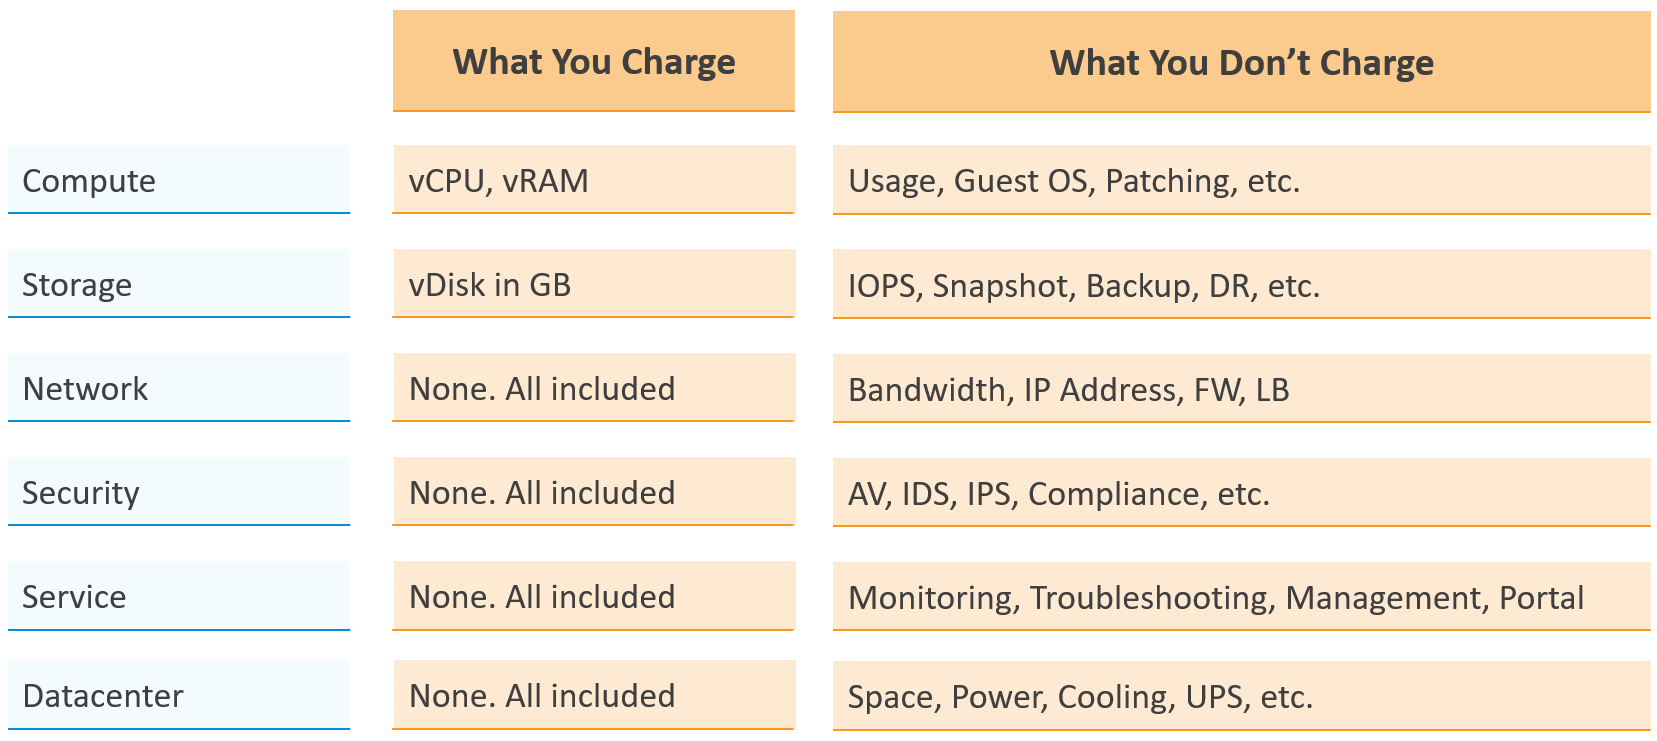 What You Charge
What You Don’t Charge
Compute
vCPU, vRAM
Usage, Guest OS, Patching, etc.
Storage
vDisk in GB
IOPS, Snapshot, Backup, DR, etc.
Network
None. All included
Bandwidth, IP Address, FW, LB
Security
None. All included
AV, IDS, IPS, Compliance, etc.
Service
None. All included
Monitoring, Troubleshooting, Management, Portal
Datacenter
None. All included
Space, Power, Cooling, UPS, etc.